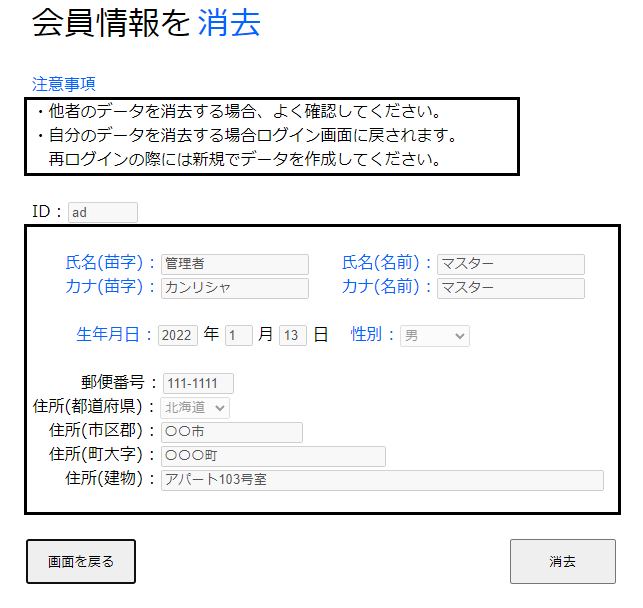 会員情報を 消去
注意事項
・他者のデータを消去する場合、よく確認してください。
・自分のデータを消去する場合ログイン画面に戻されます。
再ログインの際には新規でデータを作成してください。
ID : ad
氏名(苗字) : 管理者 氏名(名前) : マスター
カナ(苗字) : カンリシャ カナ(名前) : マスター
生年月日 : 2022 年 1 月 13 日 性別 : 男
郵便番号 : 111-1111
住所(都道府県) : 北海道
住所(市区郡) : 〇〇市
住所(町大字) : 〇〇〇町
住所(建物) : アパート103号室
画面を戻る 消去